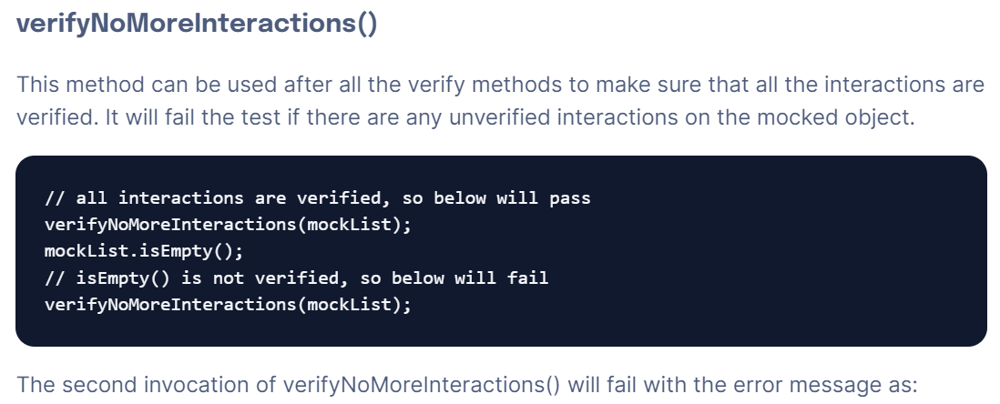 verifyNoMoreInteractions()
This method can be used after all the verify methods to make sure that all the interactions are
verified. It will fail the test if there are any unverified interactions on the mocked object.
// all interactions are verified, so below will pass
verifyNoMoreInteractions(mockList);
mockList.isEmpty();
// isEmpty() is not verified, so below will fail
verifyNoMoreInteractions(mockList);
The second invocation of verifyNoMoreInteractions() will fail with the error message as: